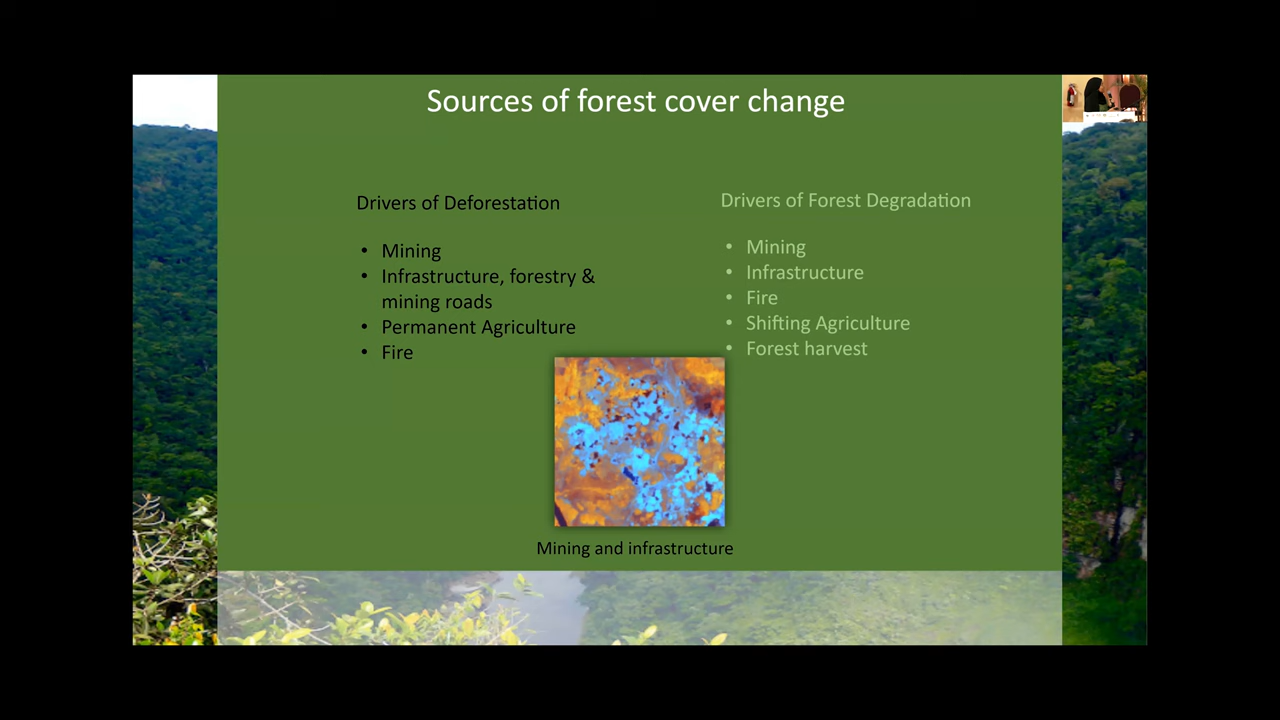 Sources of forest cover change
Drivers of Deforestation
• Mining
• Infrastructure, forestry &
mining roads
• Permanent Agriculture
• Fire
Drivers of Forest Degradation
• Mining
• Infrastructure
• Fire
• Shifting Agriculture
• Forest harvest
Mining and infrastructure